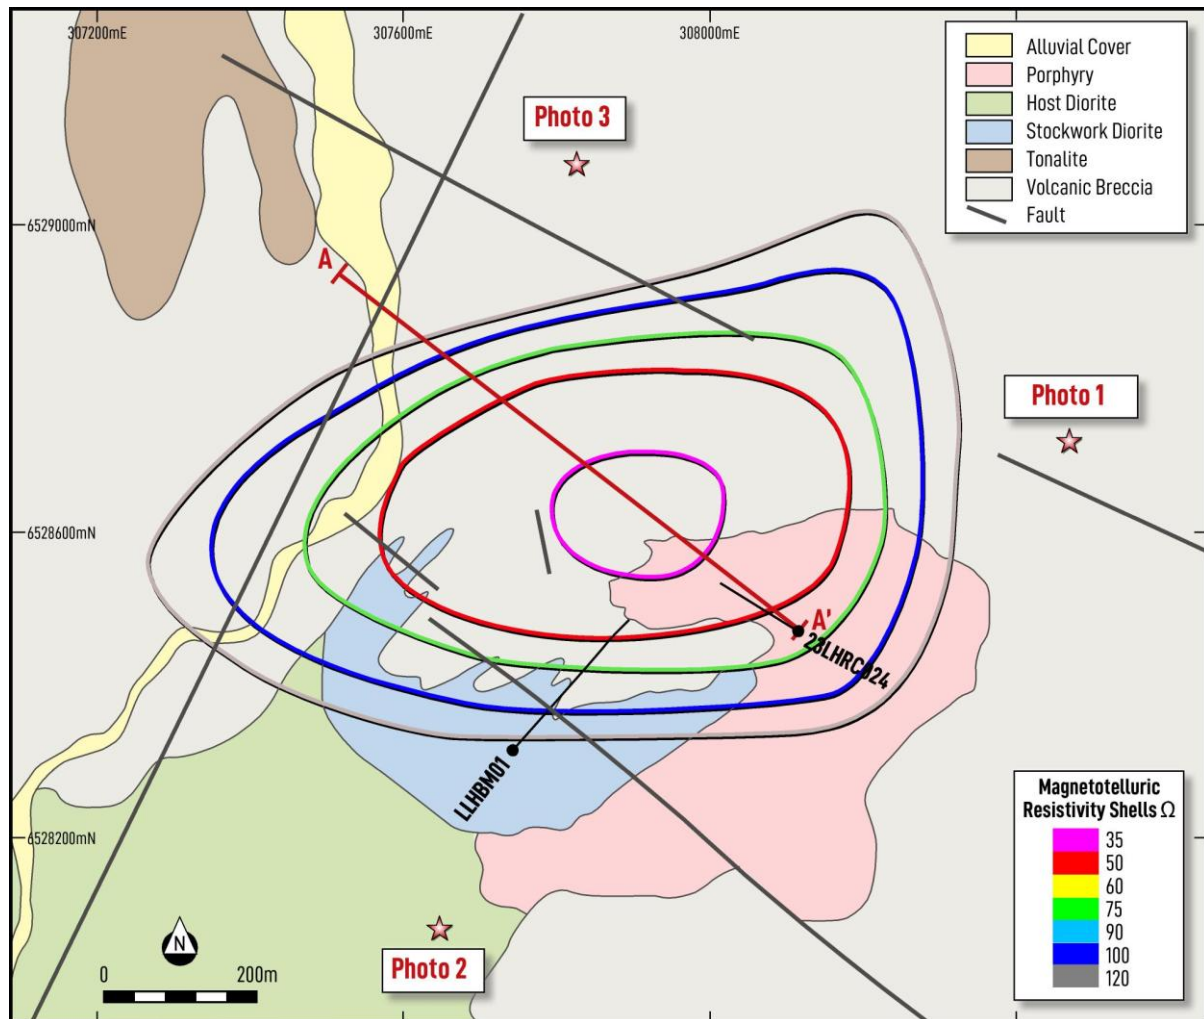 307200mE
307600mE
308000mE
Alluvial Cover
Porphyry
Host Diorite
Stockwork Diorite
Tonalite
Volcanic Breccia
Fault
Photo 3
6529000mN
A
Photo 1
6528600mN
A'
23LHRC024
LLHBM01
6528200mN
Magnetotelluric
Resistivity Shells Ω
35
50
60
75
90
100
120
N
0 200m
Photo 2